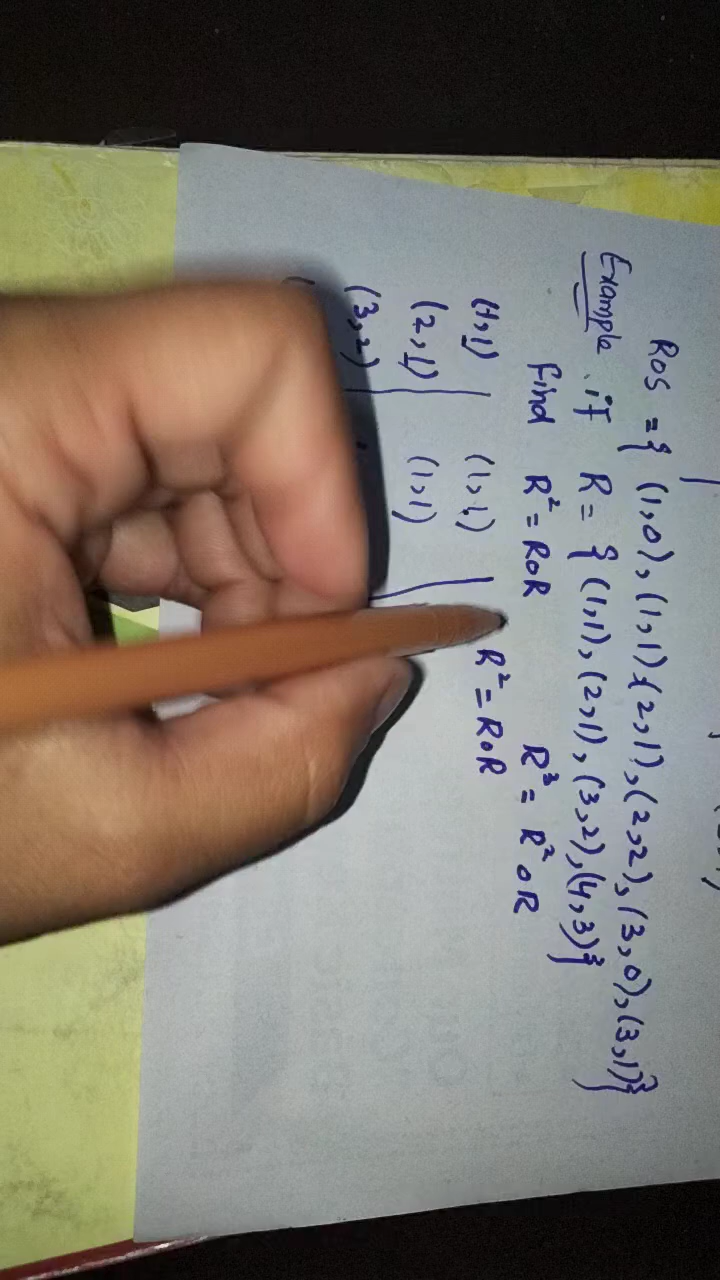 RoS = { (1,0), (1,1) (2,1), (2,2), (3,0), (3,1)}
Example . if R = { (1,1), (2,1), (3,2), (4,3)}
find R² = RoR R³ = R² o R
(1,1) (1,1) R² = RoR
(2,1) (1,1)
(3,2)